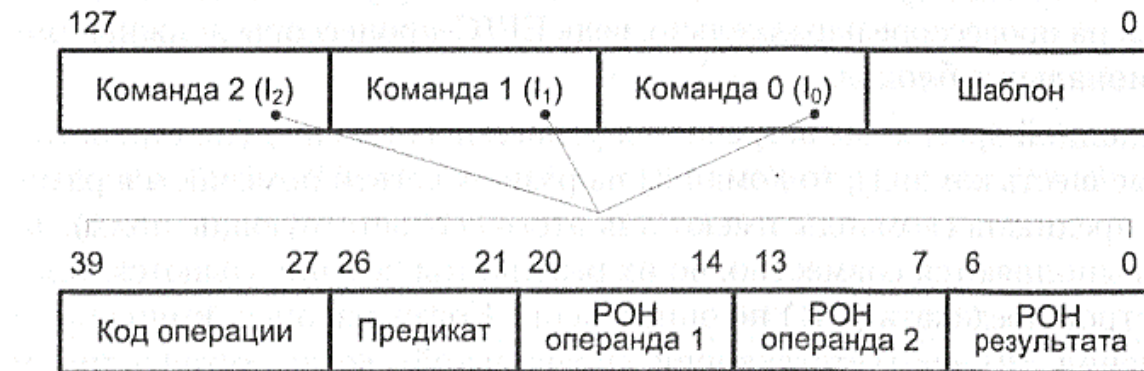 127 0
Команда 2 (I₂) Команда 1 (I₁) Команда 0 (I₀) Шаблон
39 27 26 21 20 14 13 7 6 0
Код операции Предикат РОН операнда 1 РОН операнда 2 РОН результата